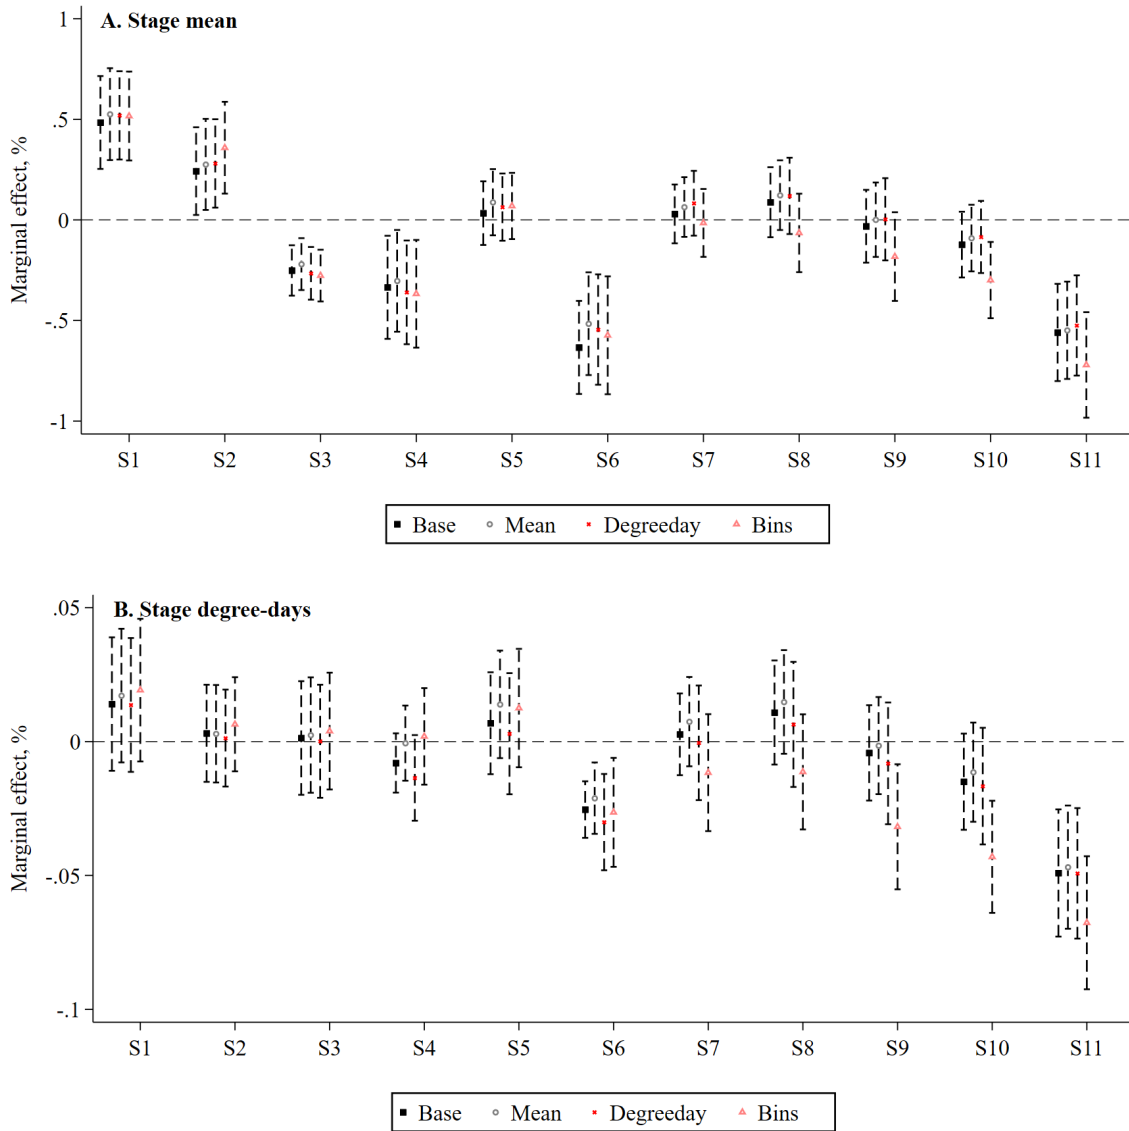 A. Stage mean
Marginal effect, %
1
.5
0
-.5
-1
S1 S2 S3 S4 S5 S6 S7 S8 S9 S10 S11
Base Mean Degreeday Bins
B. Stage degree-days
Marginal effect, %
.05
0
-.05
-.1
S1 S2 S3 S4 S5 S6 S7 S8 S9 S10 S11
Base Mean Degreeday Bins